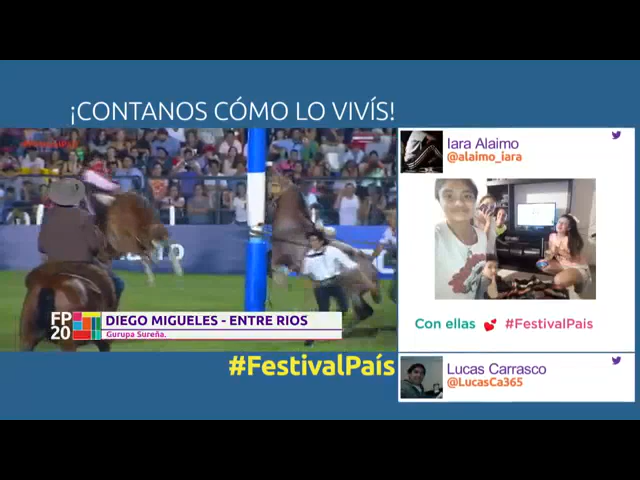 ¡CONTANOS CÓMO LO VIVÍS!
#FestivalPaís
FP
20
DIEGO MIGUELES - ENTRE RIOS
Gurupa Sureña.
#FestivalPaís
Iara Alaimo
@alaimo_iara
Con ellas 💕 #FestivalPais
Lucas Carrasco
@LucasCa365